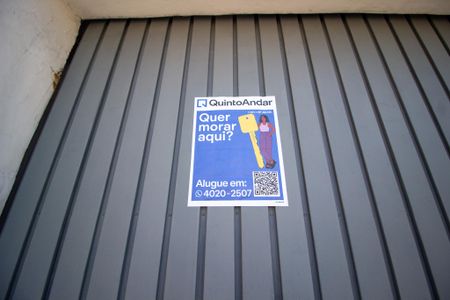 QuintoAndar
Quer
morar
aqui?
Alugue em:
4020-2507